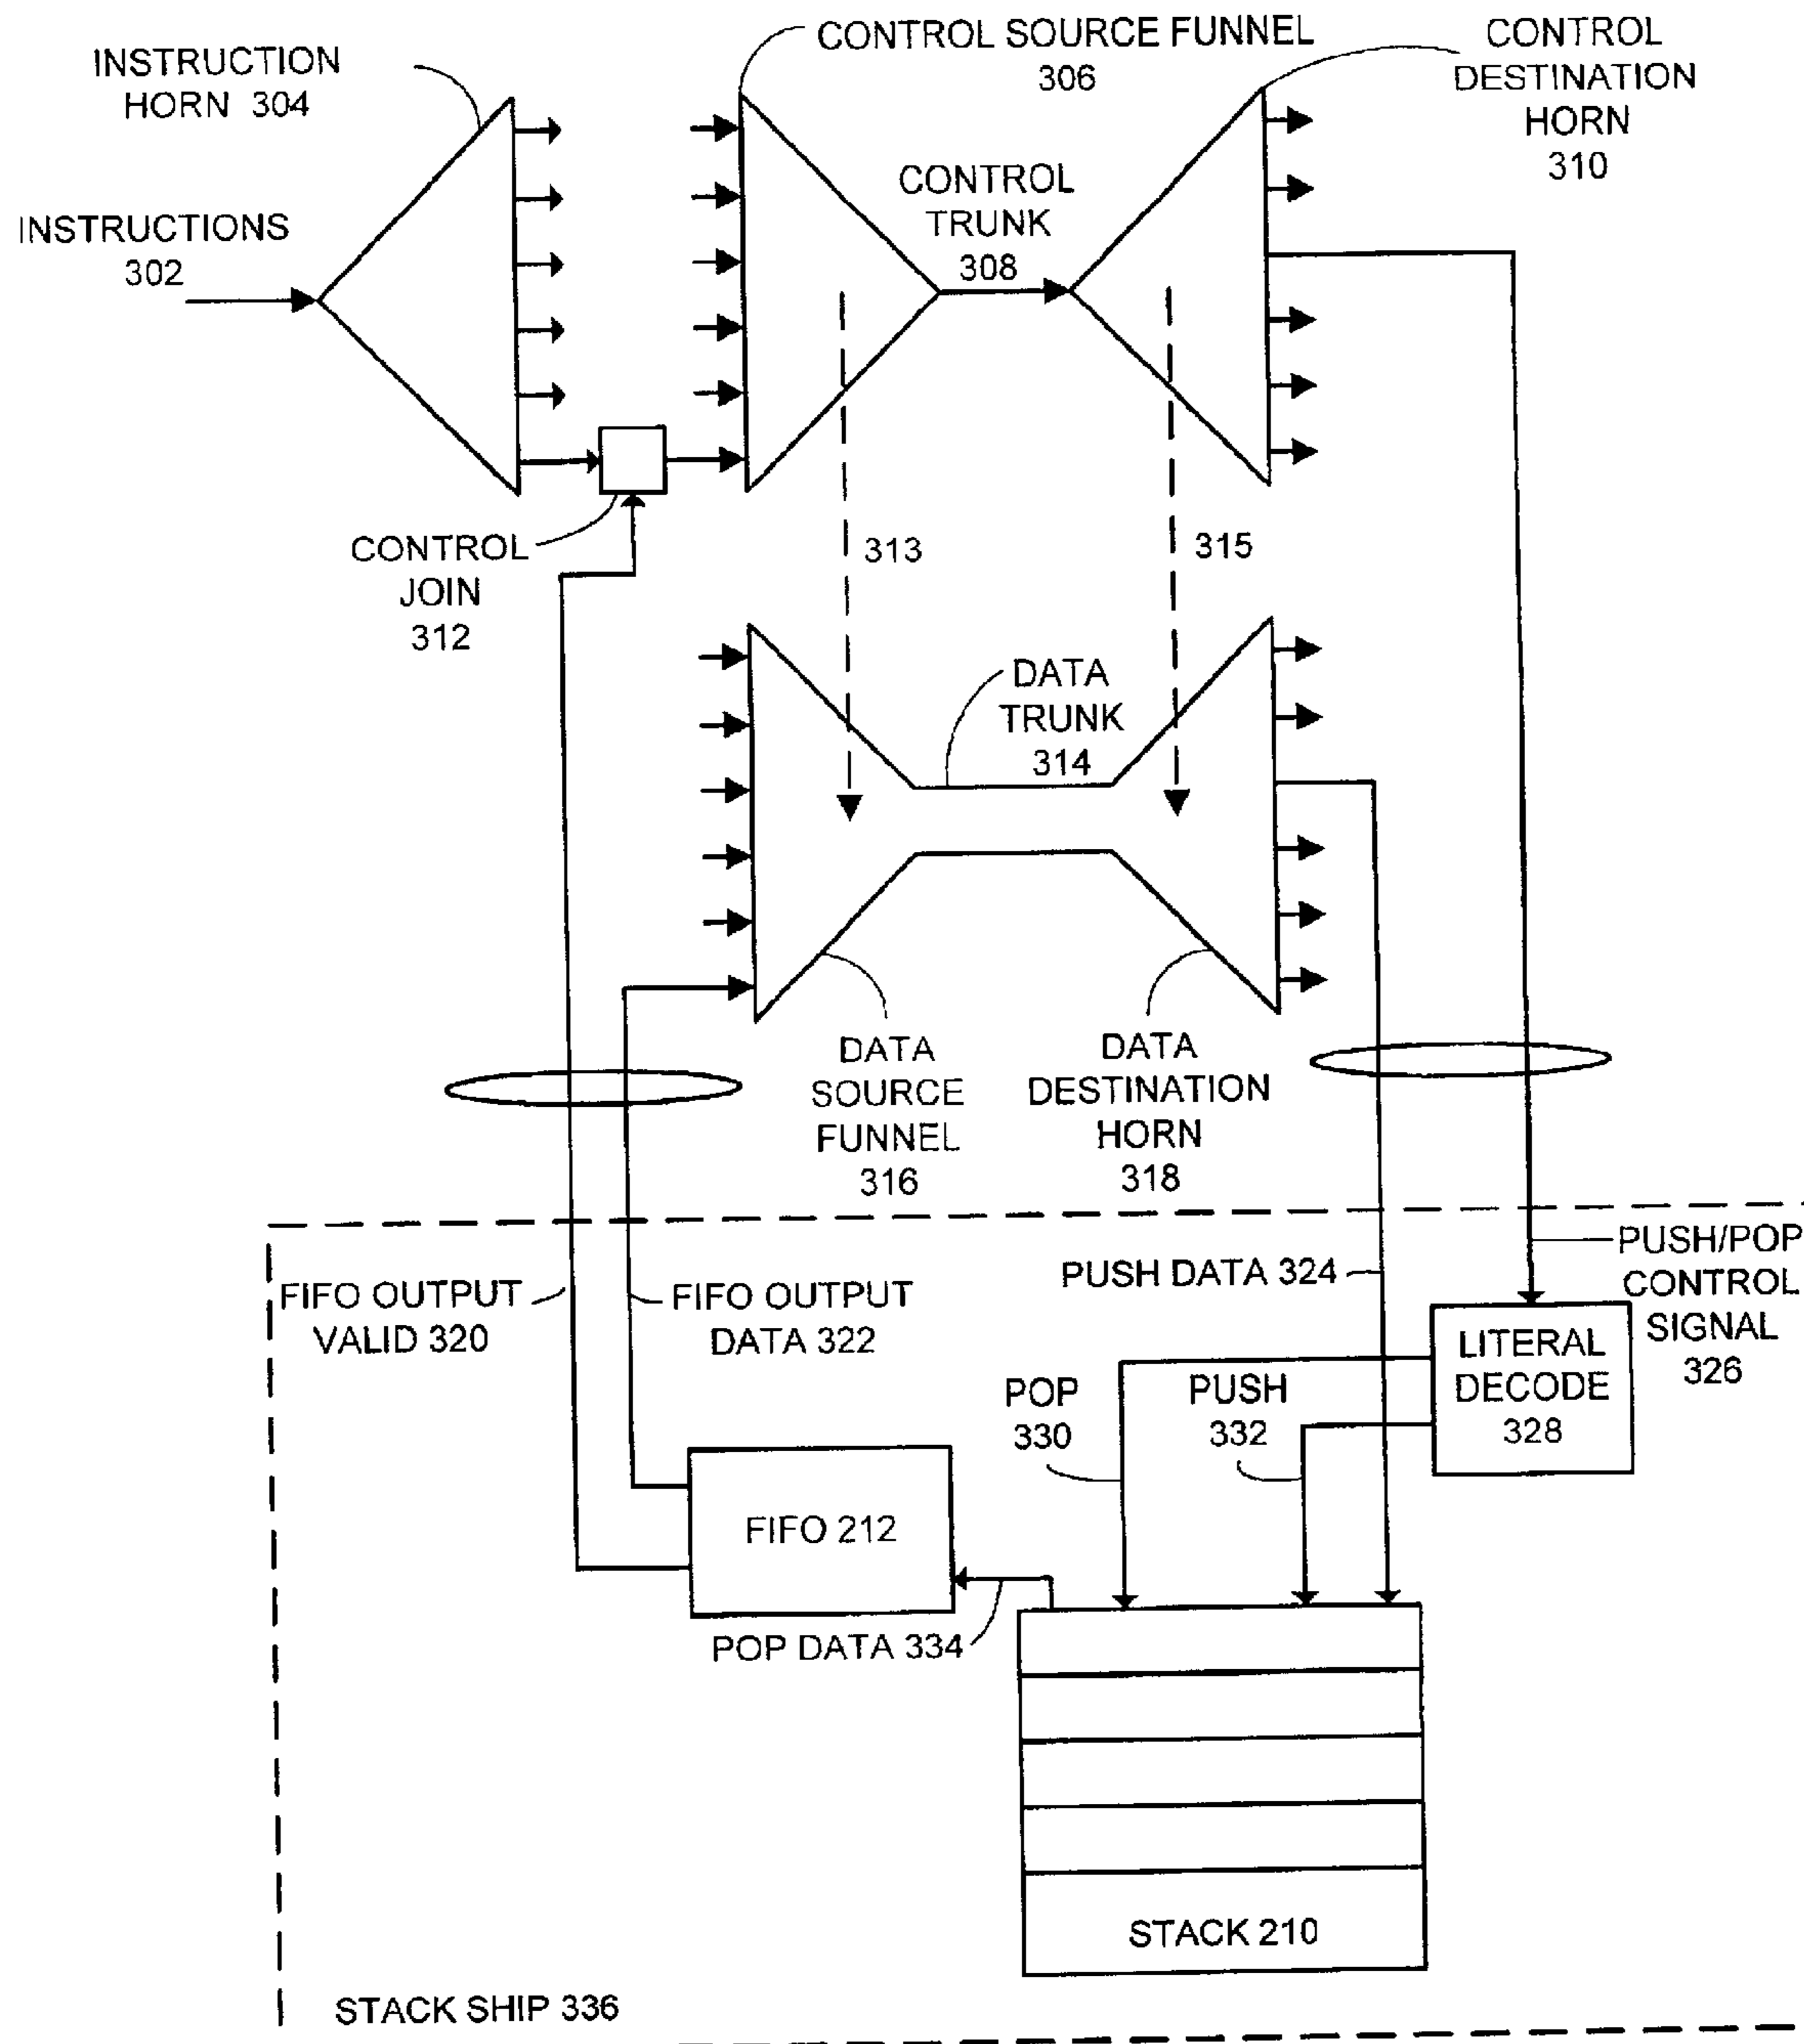 INSTRUCTION
HORN 304
CONTROL SOURCE FUNNEL
306
CONTROL
DESTINATION
HORN
310
INSTRUCTIONS
302
CONTROL
TRUNK
308
CONTROL
JOIN
312
313
315
DATA
TRUNK
314
DATA
SOURCE
FUNNEL
316
DATA
DESTINATION
HORN
318
FIFO OUTPUT
VALID 320
FIFO OUTPUT
DATA 322
PUSH DATA 324
PUSH/POP
CONTROL
SIGNAL
326
LITERAL
DECODE
328
POP
330
PUSH
332
FIFO 212
POP DATA 334
STACK 210
STACK SHIP 336